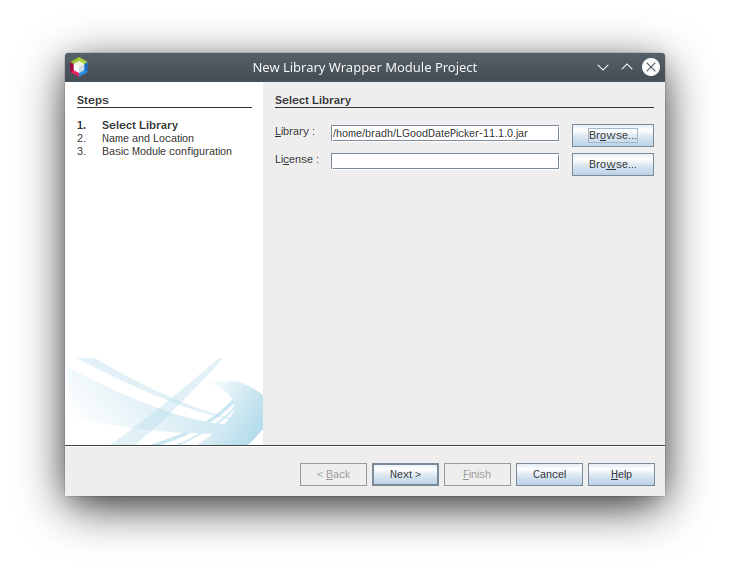 New Library Wrapper Module Project
Steps
1. Select Library
2. Name and Location
3. Basic Module configuration
Select Library
Library : /home/bradh/LGoodDatePicker-11.1.0.jar Browse...
License : Browse...
< Back Next > Finish Cancel Help